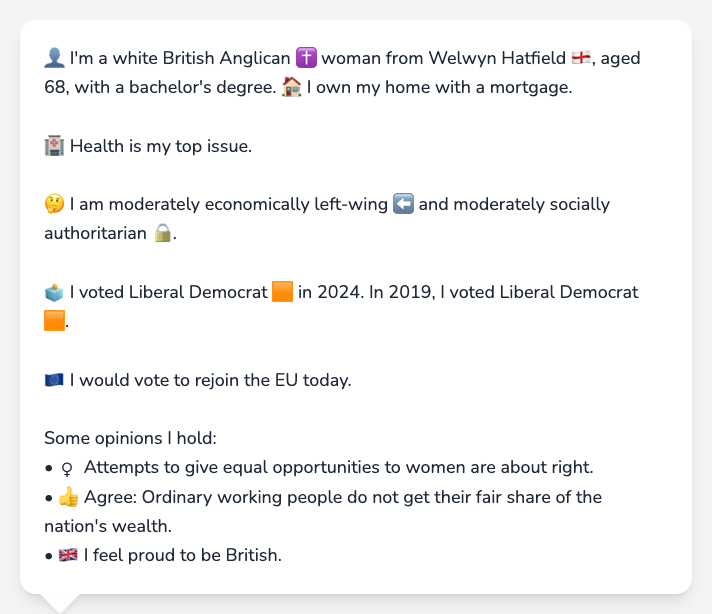 👤 I'm a white British Anglican ✝️ woman from Welwyn Hatfield 🏴󠁧󠁢󠁥󠁮󠁧󠁿, aged
68, with a bachelor's degree. 🏠 I own my home with a mortgage.
🏥 Health is my top issue.
🤔 I am moderately economically left-wing ⬅️ and moderately socially
authoritarian 🔒.
🗳️ I voted Liberal Democrat 🟧 in 2024. In 2019, I voted Liberal Democrat
🟧.
🇪🇺 I would vote to rejoin the EU today.
Some opinions I hold:
• ♀ Attempts to give equal opportunities to women are about right.
• 👍 Agree: Ordinary working people do not get their fair share of the
nation's wealth.
• 🇬🇧 I feel proud to be British.